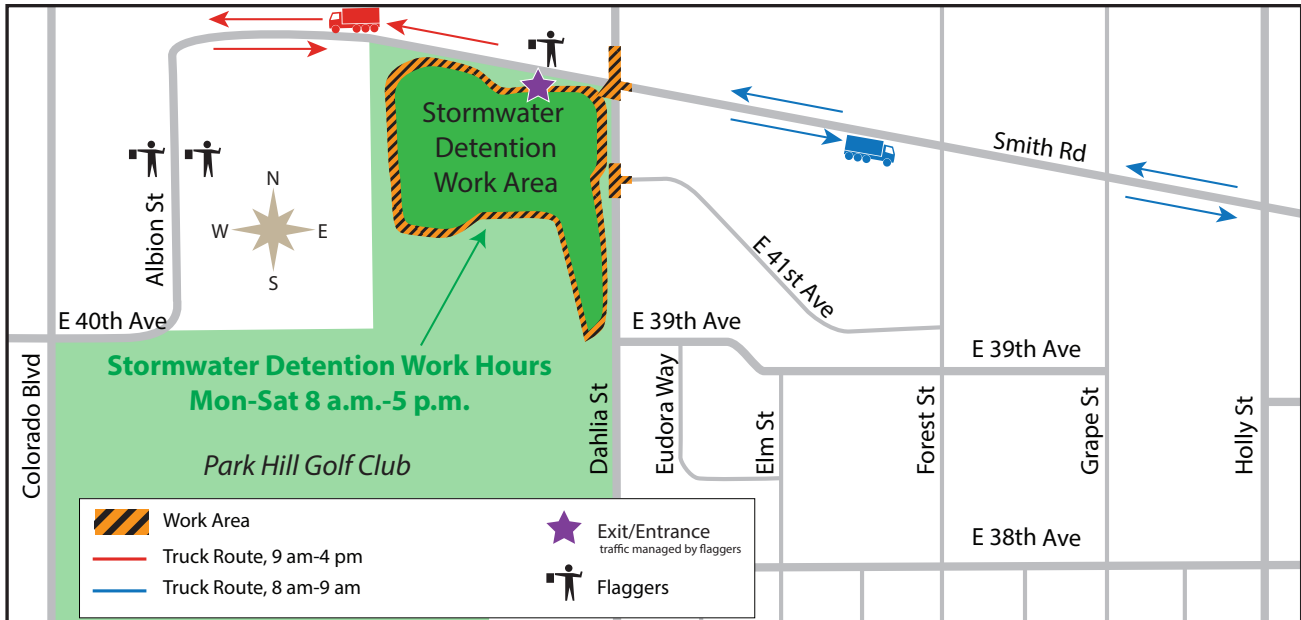 Stormwater
Detention
Work Area
Smith Rd
Albion St
N
W
E
S
E 41st Ave
E 40th Ave
E 39th Ave
E 39th Ave
Stormwater Detention Work Hours
Mon-Sat 8 a.m.-5 p.m.
Colorado Blvd
Dahlia St
Eudora Way
Elm St
Forest St
Grape St
Holly St
Park Hill Golf Club
E 38th Ave
Work Area
Truck Route, 9 am-4 pm
Truck Route, 8 am-9 am
Exit/Entrance
traffic managed by flaggers
Flaggers